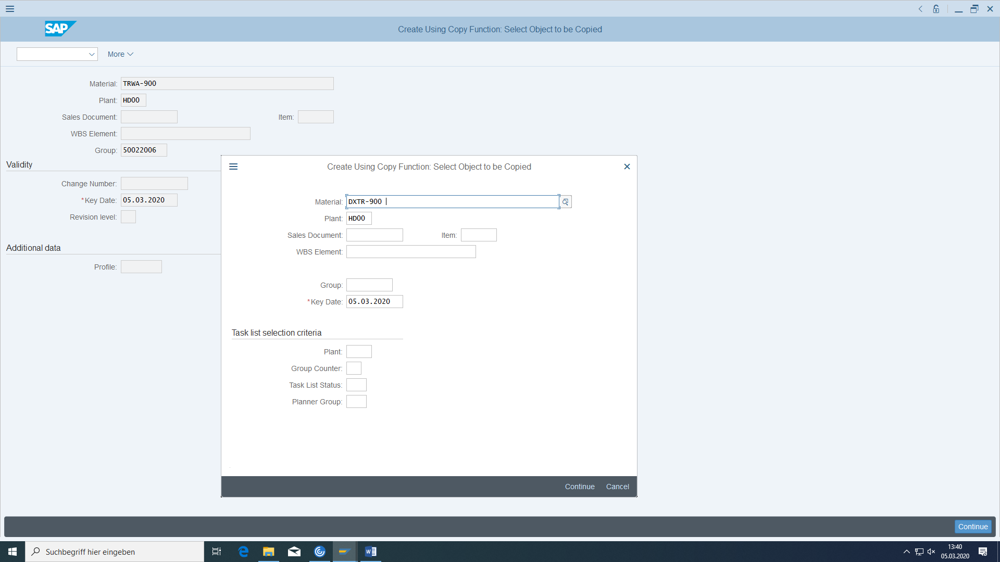 SAP
Create Using Copy Function: Select Object to be Copied
More
Material: TRWA-900
Plant: HD00
Sales Document:
Item:
WBS Element:
Group: 50022006
Validity
Change Number:
*Key Date: 05.03.2020
Revision level:
Additional data
Profile:
Create Using Copy Function: Select Object to be Copied
Material: DXTR-900
Plant: HD00
Sales Document:
Item:
WBS Element:
Group:
*Key Date: 05.03.2020
Task list selection criteria
Plant:
Group Counter:
Task List Status:
Planner Group:
Continue
Cancel
Continue
Suchbegriff hier eingeben
13:40
05.03.2020